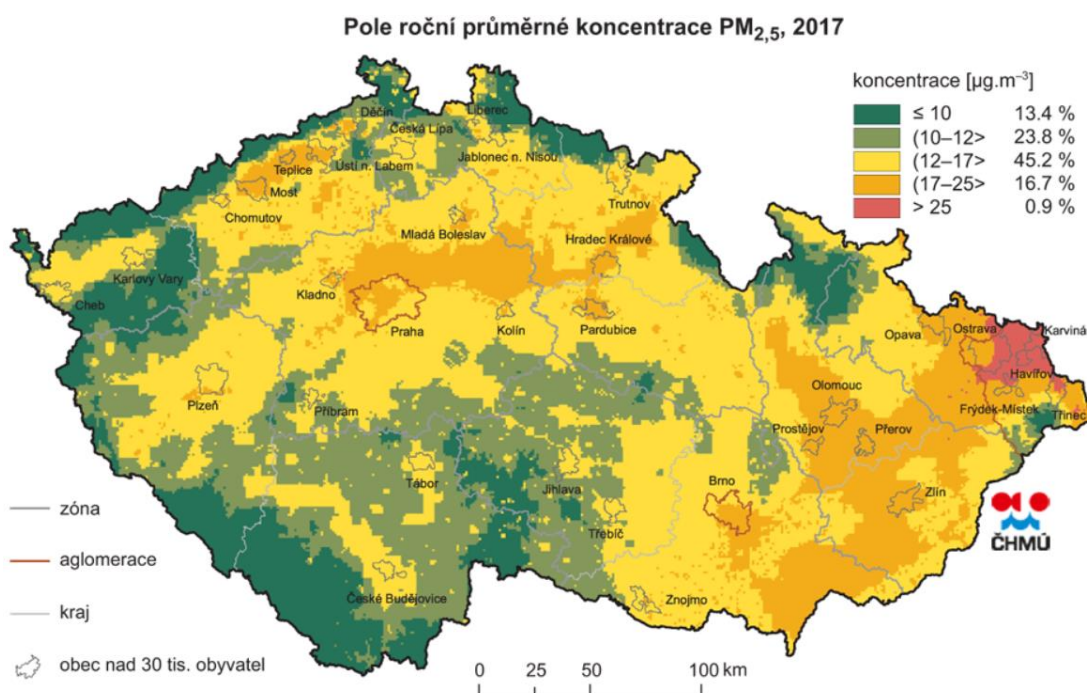 Pole roční průměrné koncentrace PM2,5, 2017
koncentrace [µg.m–3]
≤ 10 13.4 %
(10–12> 23.8 %
(12–17> 45.2 %
(17–25> 16.7 %
> 25 0.9 %
Děčín
Liberec
Česká Lípa
Jablonec n. Nisou
Ústí n. Labem
Teplice
Most
Chomutov
Trutnov
Mladá Boleslav
Hradec Králové
Karlovy Vary
Cheb
Kladno
Praha
Kolín
Pardubice
Opava
Ostrava
Karviná
Havířov
Plzeň
Příbram
Olomouc
Frýdek-Místek
Třinec
Prostějov
Přerov
Tábor
Jihlava
Brno
Zlín
Třebíč
České Budějovice
Znojmo
ČHMÚ
zóna
aglomerace
kraj
obec nad 30 tis. obyvatel
0 25 50 100 km